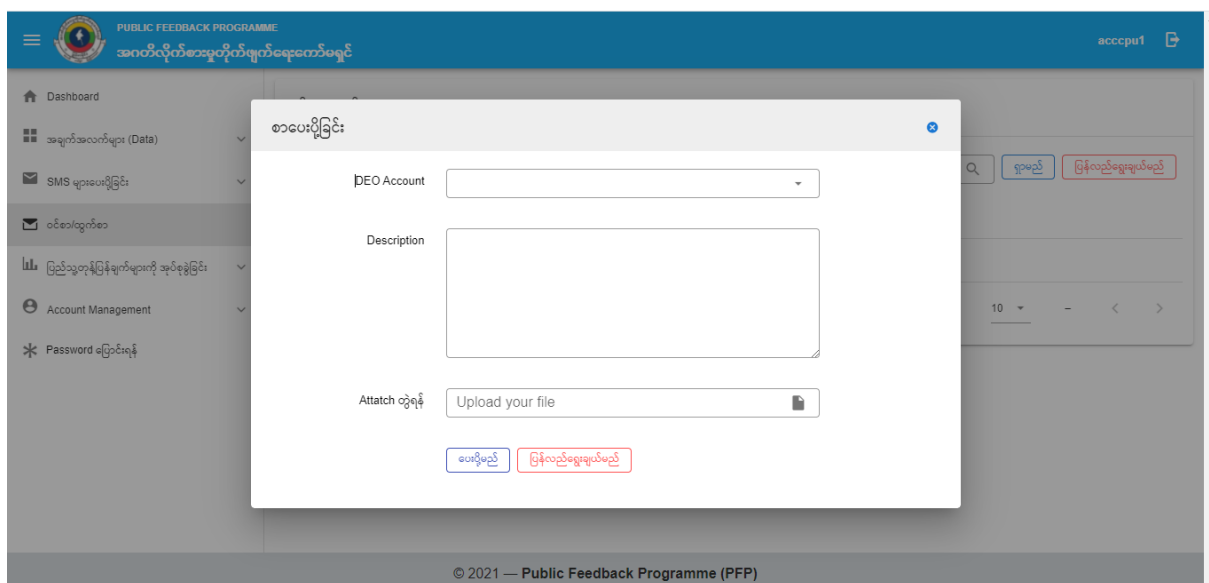 PUBLIC FEEDBACK PROGRAMME
အဂတိလိုက်စားမှုတိုက်ဖျက်ရေးကော်မရှင်
acccpu1
Dashboard
အချက်အလက်များ (Data)
SMS များပေးပို့ခြင်း
ဝင်စာ/ထွက်စာ
ပြည်သူ့တုန့်ပြန်ချက်များကို အုပ်စုခွဲခြင်း
Account Management
Password ပြောင်းရန်
စာပေးပို့ခြင်း
DEO Account
Description
Attatch တွဲရန်
Upload your file
ပေးပို့မည်
ပြန်လည်ရွေးချယ်မည်
ရှာမည်
ပြန်လည်ရွေးချယ်မည်
10
–
© 2021 — Public Feedback Programme (PFP)